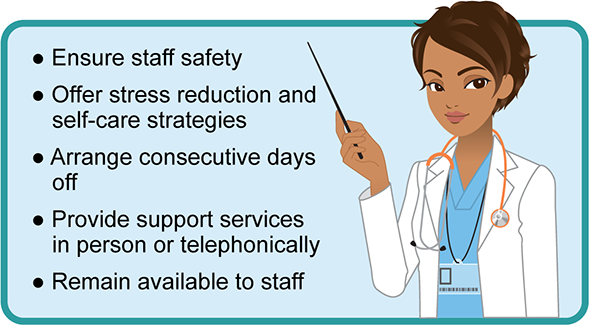 ● Ensure staff safety
● Offer stress reduction and
self-care strategies
● Arrange consecutive days
off
● Provide support services
in person or telephonically
● Remain available to staff